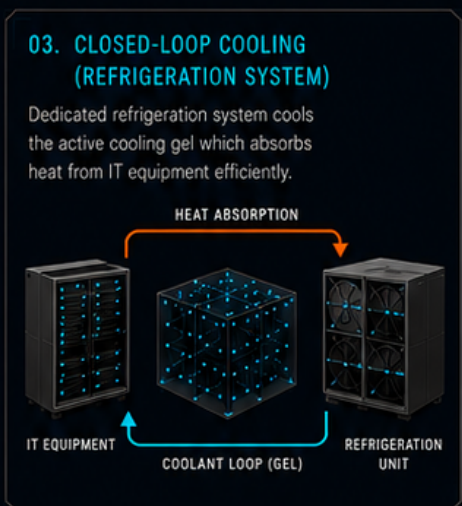 03. CLOSED-LOOP COOLING
(REFRIGERATION SYSTEM)
Dedicated refrigeration system cools
the active cooling gel which absorbs
heat from IT equipment efficiently.
HEAT ABSORPTION
IT EQUIPMENT
COOLANT LOOP (GEL)
REFRIGERATION
UNIT